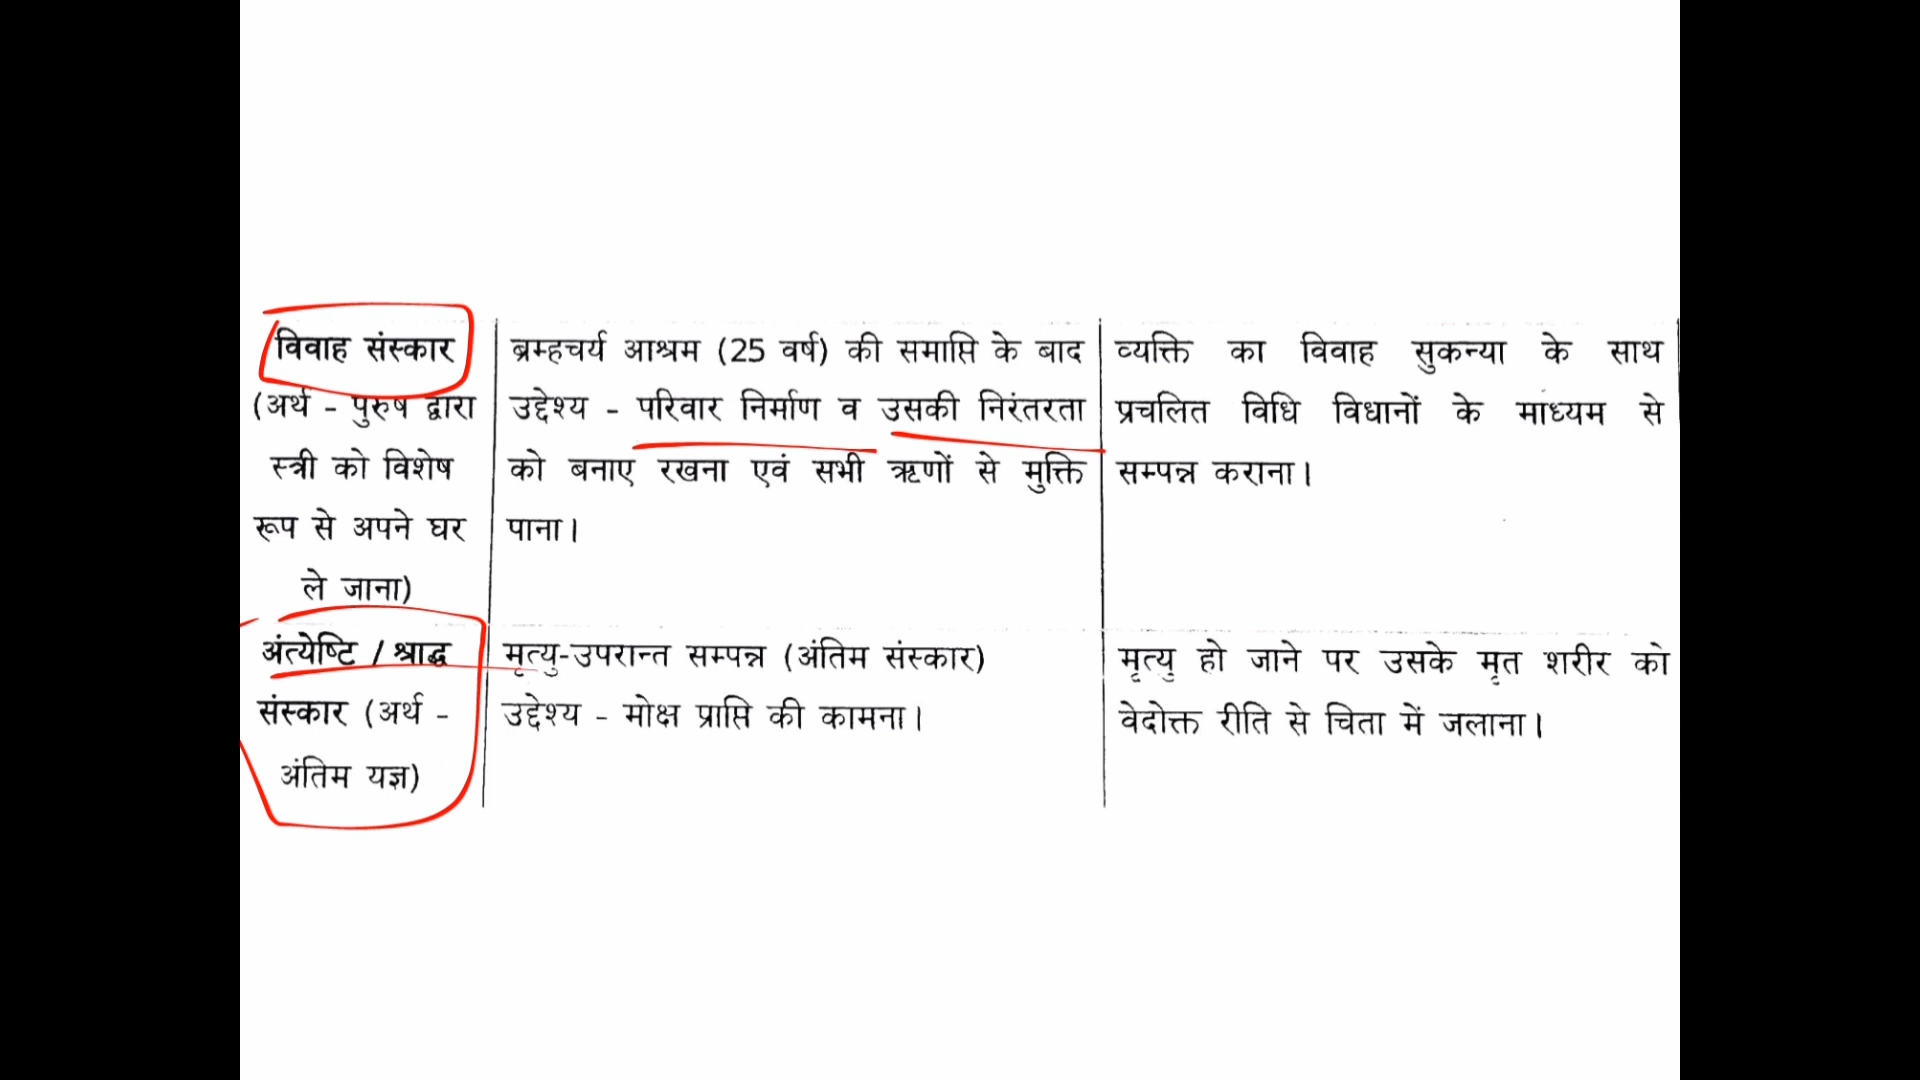 विवाह संस्कार
(अर्थ - पुरुष द्वारा
स्त्री को विशेष
रूप से अपने घर
ले जाना)
ब्रम्हचर्य आश्रम (25 वर्ष) की समाप्ति के बाद
उद्देश्य - परिवार निर्माण व उसकी निरंतरता
को बनाए रखना एवं सभी ऋणों से मुक्ति
पाना।
व्यक्ति का विवाह सुकन्या के साथ
प्रचलित विधि विधानों के माध्यम से
सम्पन्न कराना।
अंत्येष्टि / श्राद्ध
संस्कार (अर्थ -
अंतिम यज्ञ)
मृत्यु-उपरान्त सम्पन्न (अंतिम संस्कार)
उद्देश्य - मोक्ष प्राप्ति की कामना।
मृत्यु हो जाने पर उसके मृत शरीर को
वेदोक्त रीति से चिता में जलाना।